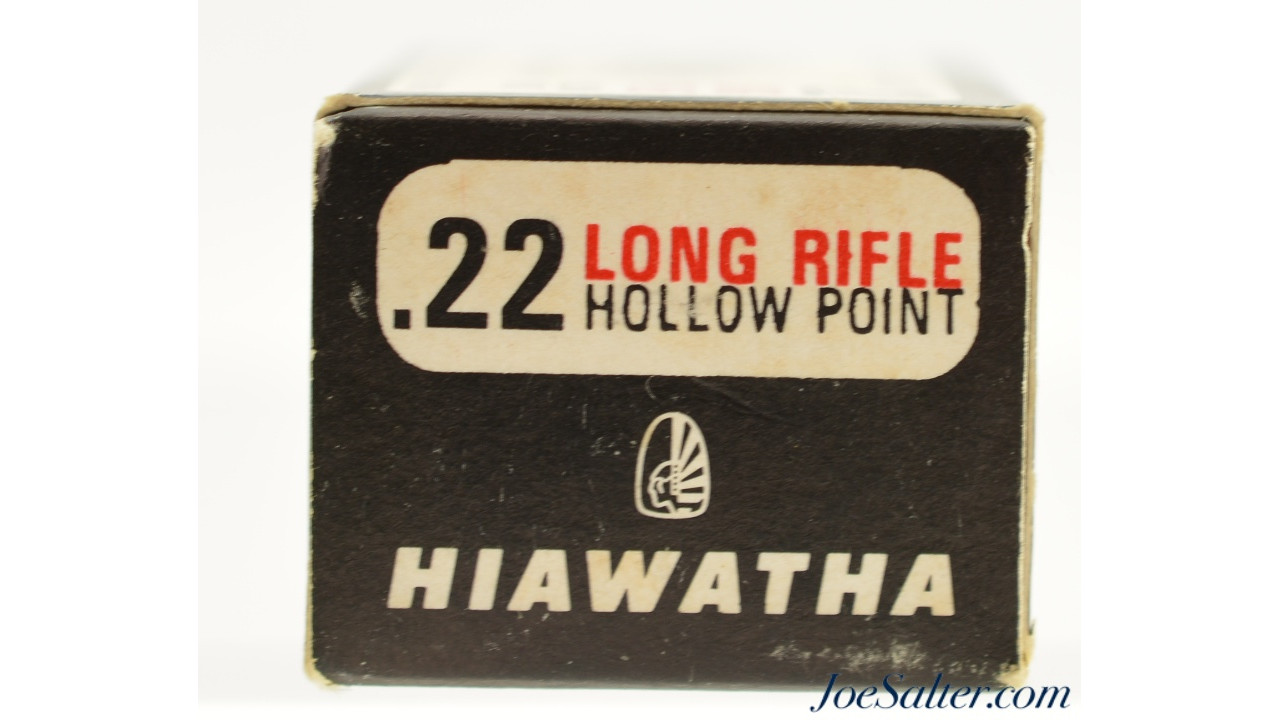 .22 LONG RIFLE
HOLLOW POINT
HIAWATHA
JoeSalter.com